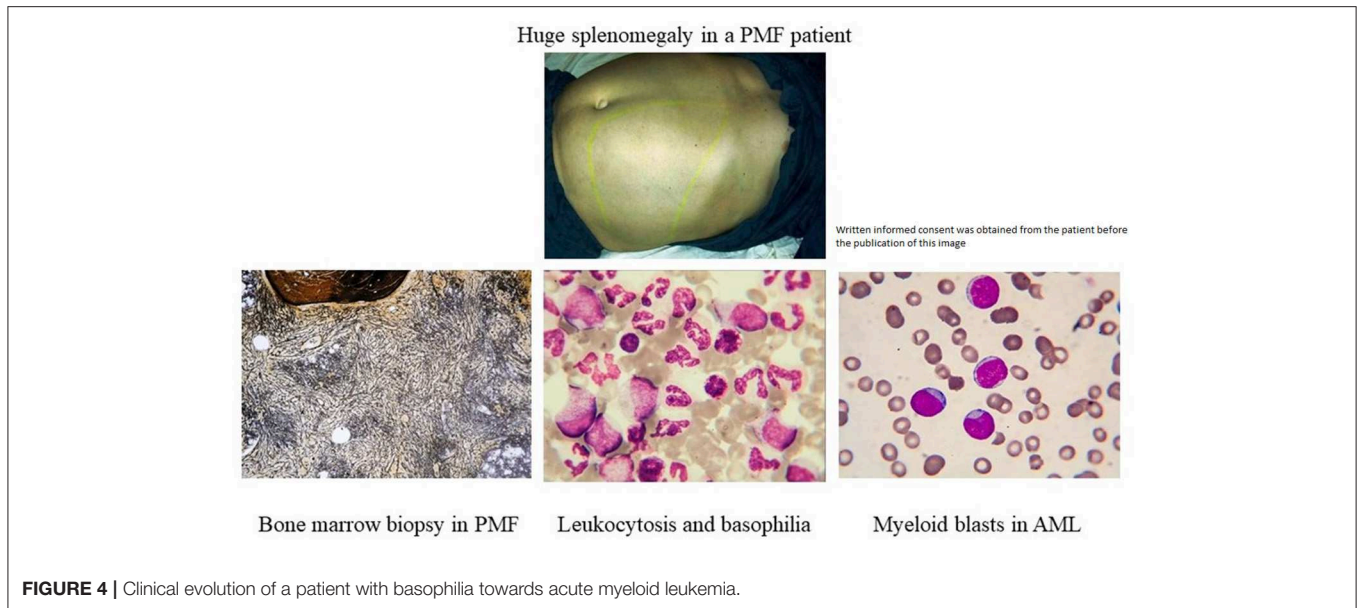 Huge splenomegaly in a PMF patient
Written informed consent was obtained from the patient before
the publication of this image
Bone marrow biopsy in PMF
Leukocytosis and basophilia
Myeloid blasts in AML
FIGURE 4 | Clinical evolution of a patient with basophilia towards acute myeloid leukemia.